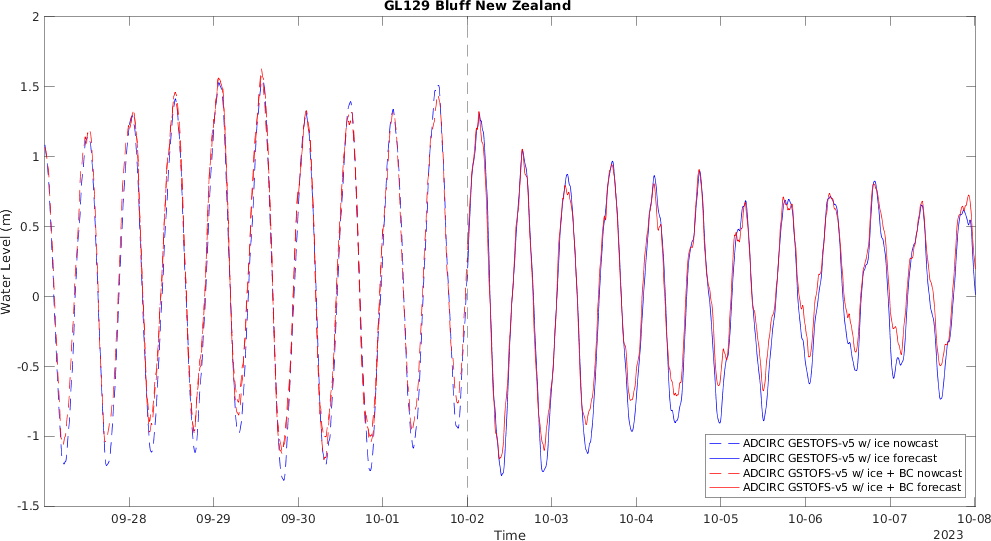 GL129 Bluff New Zealand
2
1.5
1
0.5
0
-0.5
-1
-1.5
Water Level (m)
ADCIRC GESTOFS-v5 w/ ice nowcast
ADCIRC GESTOFS-v5 w/ ice forecast
ADCIRC GSTOFS-v5 w/ ice + BC nowcast
ADCIRC GSTOFS-v5 w/ ice + BC forecast
09-28 09-29 09-30 10-01 10-02 10-03 10-04 10-05 10-06 10-07 10-08
Time
2023